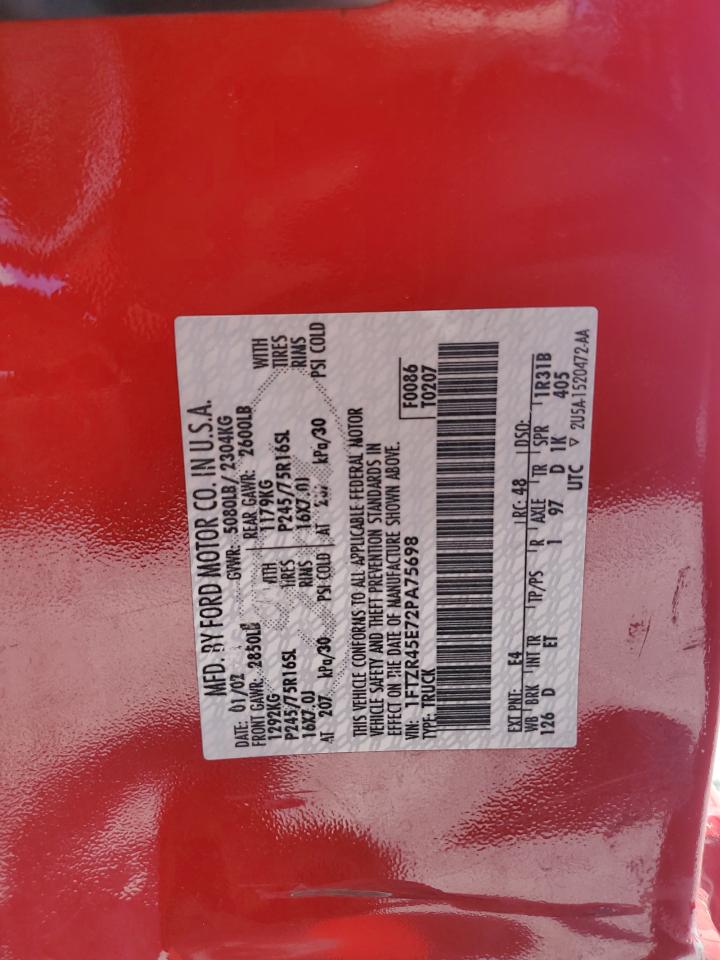 MFD. BY FORD MOTOR CO. IN U.S.A.
DATE: 01/02 GVWR: 5080LB/ 2304KG
FRONT GAWR: 2850LB REAR GAWR: 2600LB
1292KG WITH 1179KG WITH
P245/75R16SL TIRES P245/75R16SL TIRES
16X7.0J RIMS 16X7.0J RIMS
AT 207 kPa/30 PSI COLD AT kPa/30 PSI COLD
THIS VEHICLE CONFORMS TO ALL APPLICABLE FEDERAL MOTOR
VEHICLE SAFETY AND THEFT PREVENTION STANDARDS IN
EFFECT ON THE DATE OF MANUFACTURE SHOWN ABOVE.
VIN: 1FTZR45E72PA75698 F0086
TYPE: TRUCK T0207
EXT PNT: E4 RC: 48 DSO:
WB BRK INT TR TP/PS R AXLE TR SPR 1R31B
126 D ET 1 97 D 1K 405
UTC ▽ 2U5A-1520472-AA